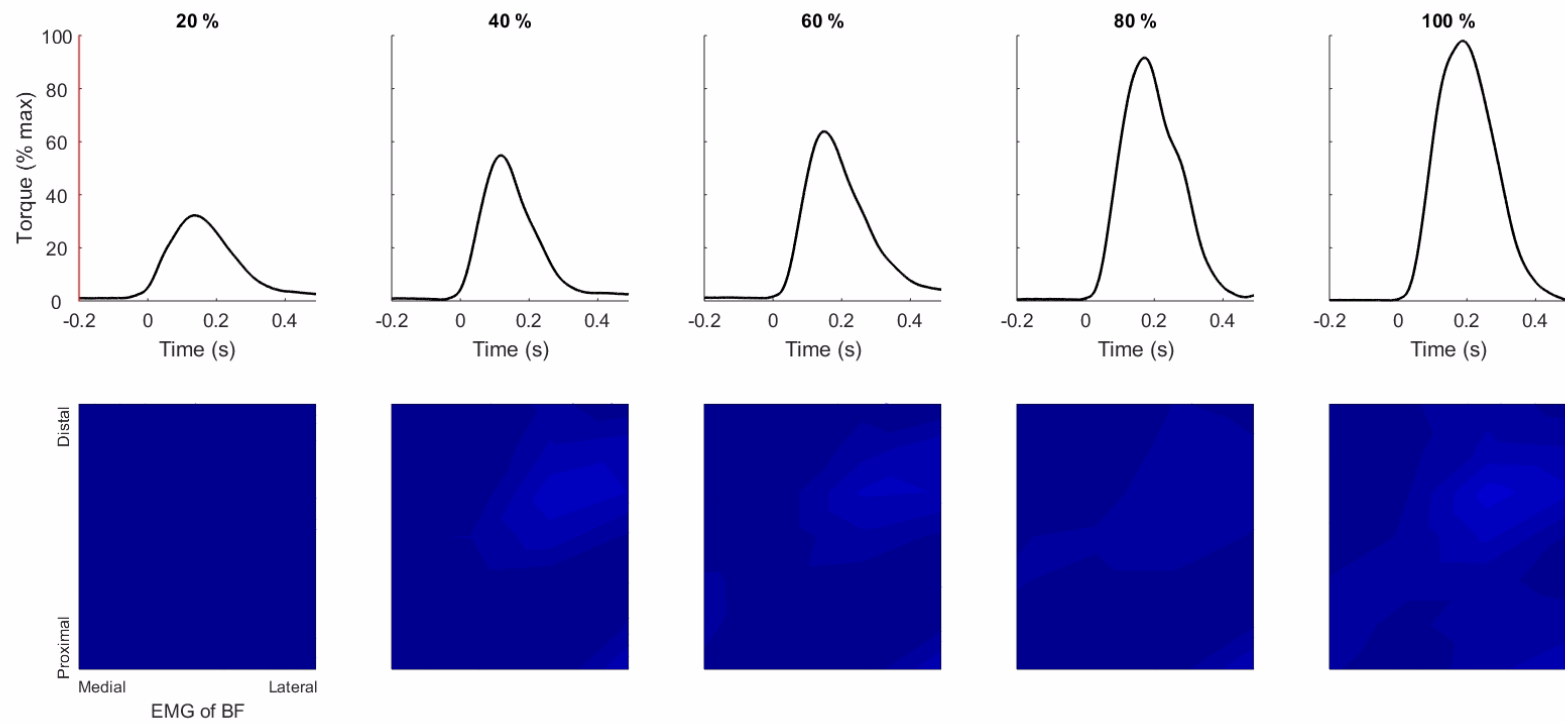 20 % 40 % 60 % 80 % 100 %
100
80
60
40
20
0
Torque (% max)
-0.2 0 0.2 0.4 -0.2 0 0.2 0.4 -0.2 0 0.2 0.4 -0.2 0 0.2 0.4 -0.2 0 0.2 0.4
Time (s) Time (s) Time (s) Time (s) Time (s)
Distal
Proximal
Medial Lateral
EMG of BF